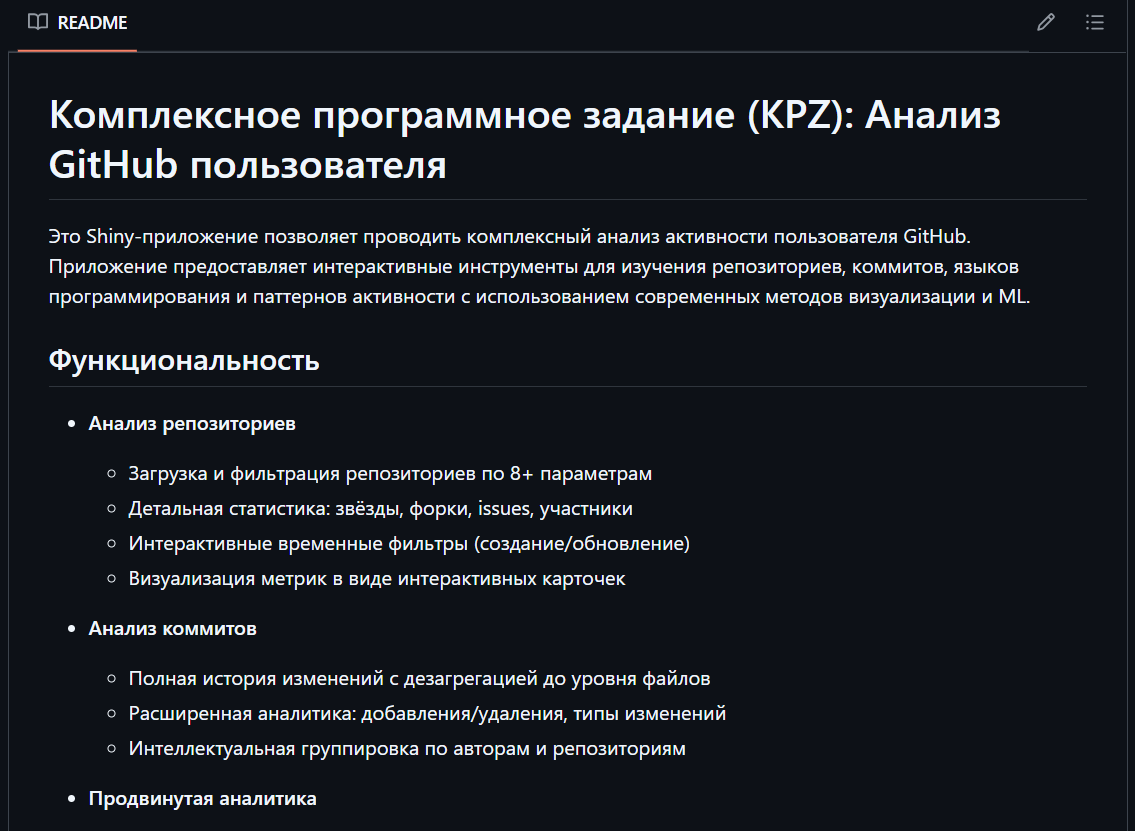 README
Комплексное программное задание (KPZ): Анализ
GitHub пользователя
Это Shiny-приложение позволяет проводить комплексный анализ активности пользователя GitHub.
Приложение предоставляет интерактивные инструменты для изучения репозиториев, коммитов, языков
программирования и паттернов активности с использованием современных методов визуализации и ML.
Функциональность
• Анализ репозиториев
◦ Загрузка и фильтрация репозиториев по 8+ параметрам
◦ Детальная статистика: звёзды, форки, issues, участники
◦ Интерактивные временные фильтры (создание/обновление)
◦ Визуализация метрик в виде интерактивных карточек
• Анализ коммитов
◦ Полная история изменений с дезагрегацией до уровня файлов
◦ Расширенная аналитика: добавления/удаления, типы изменений
◦ Интеллектуальная группировка по авторам и репозиториям
• Продвинутая аналитика